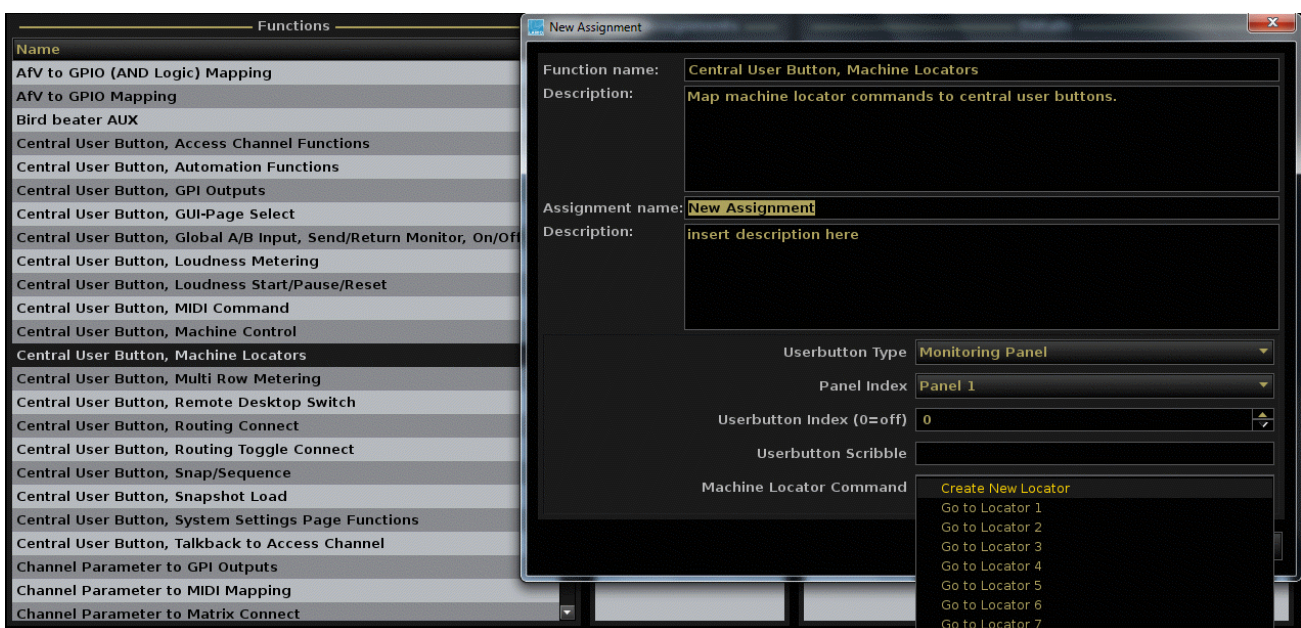 Functions
Name
AfV to GPIO (AND Logic) Mapping
AfV to GPIO Mapping
Bird beater AUX
Central User Button, Access Channel Functions
Central User Button, Automation Functions
Central User Button, GPI Outputs
Central User Button, GUI-Page Select
Central User Button, Global A/B Input, Send/Return Monitor, On/Off
Central User Button, Loudness Metering
Central User Button, Loudness Start/Pause/Reset
Central User Button, MIDI Command
Central User Button, Machine Control
Central User Button, Machine Locators
Central User Button, Multi Row Metering
Central User Button, Remote Desktop Switch
Central User Button, Routing Connect
Central User Button, Routing Toggle Connect
Central User Button, Snap/Sequence
Central User Button, Snapshot Load
Central User Button, System Settings Page Functions
Central User Button, Talkback to Access Channel
Channel Parameter to GPI Outputs
Channel Parameter to MIDI Mapping
Channel Parameter to Matrix Connect
New Assignment
Function name: Central User Button, Machine Locators
Description: Map machine locator commands to central user buttons.
Assignment name: New Assignment
Description: insert description here
Userbutton Type Monitoring Panel
Panel Index Panel 1
Userbutton Index (0=off) 0
Userbutton Scribble
Machine Locator Command Create New Locator
Go to Locator 1
Go to Locator 2
Go to Locator 3
Go to Locator 4
Go to Locator 5
Go to Locator 6
Go to Locator 7